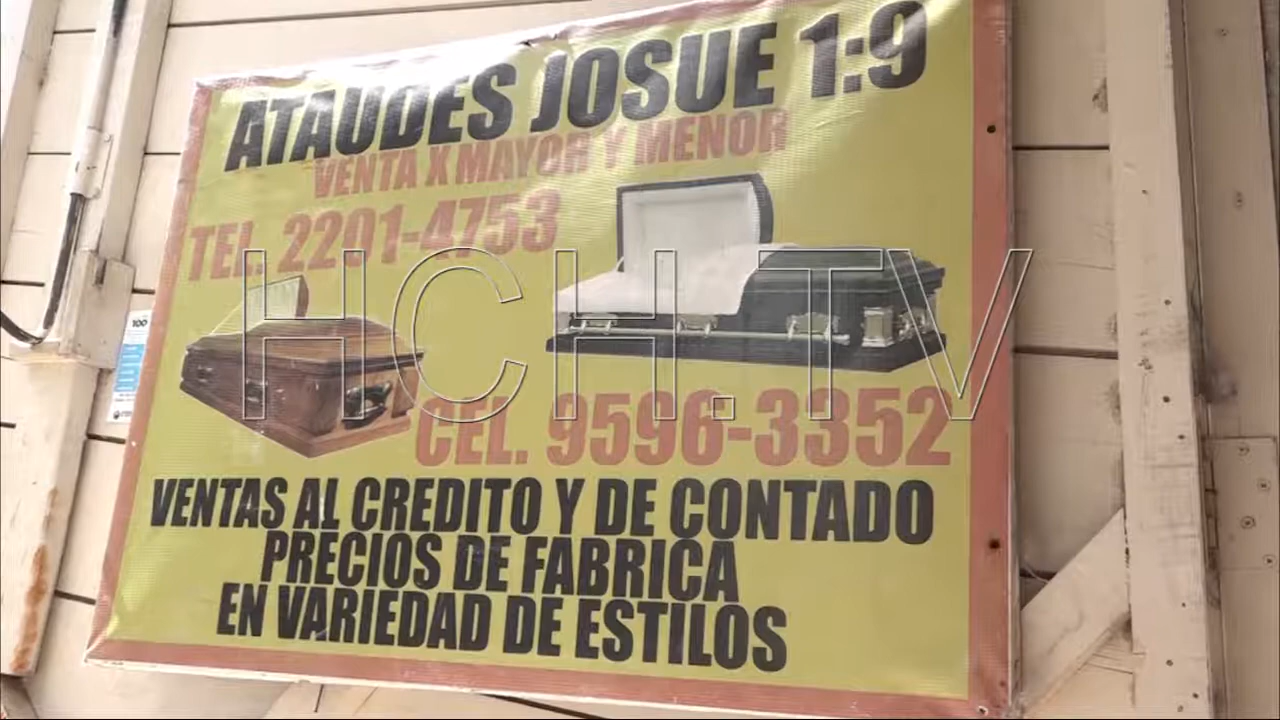 ATAUDES JOSUE 1:9
VENTA X MAYOR Y MENOR
TEL. 2201-4753
HCH.TV
CEL. 9596-3352
VENTAS AL CREDITO Y DE CONTADO
PRECIOS DE FABRICA
EN VARIEDAD DE ESTILOS
100